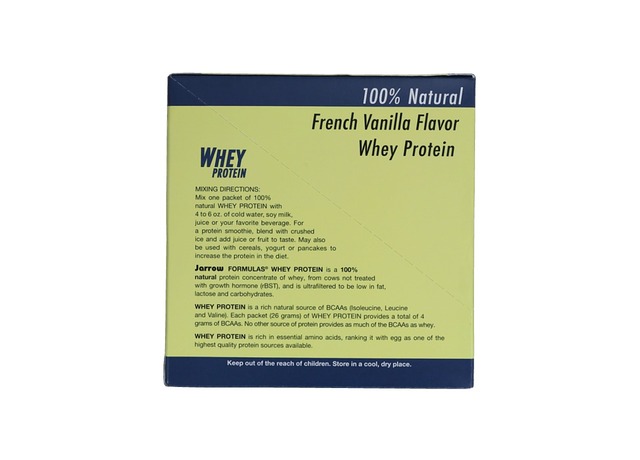 100% Natural
French Vanilla Flavor
Whey Protein
WHEY
PROTEIN
MIXING DIRECTIONS:
Mix one packet of 100%
natural WHEY PROTEIN with
4 to 6 oz. of cold water, soy milk,
juice or your favorite beverage. For
a protein smoothie, blend with crushed
ice and add juice or fruit to taste. May also
be used with cereals, yogurt or pancakes to
increase the protein in the diet.
Jarrow FORMULAS® WHEY PROTEIN is a 100%
natural protein concentrate of whey, from cows not treated
with growth hormone (rBST), and is ultrafiltered to be low in fat,
lactose and carbohydrates.
WHEY PROTEIN is a rich natural source of BCAAs (Isoleucine, Leucine
and Valine). Each packet (26 grams) of WHEY PROTEIN provides a total of 4
grams of BCAAs. No other source of protein provides as much of the BCAAs as whey.
WHEY PROTEIN is rich in essential amino acids, ranking it with egg as one of the
highest quality protein sources available.
Keep out of the reach of children. Store in a cool, dry place.